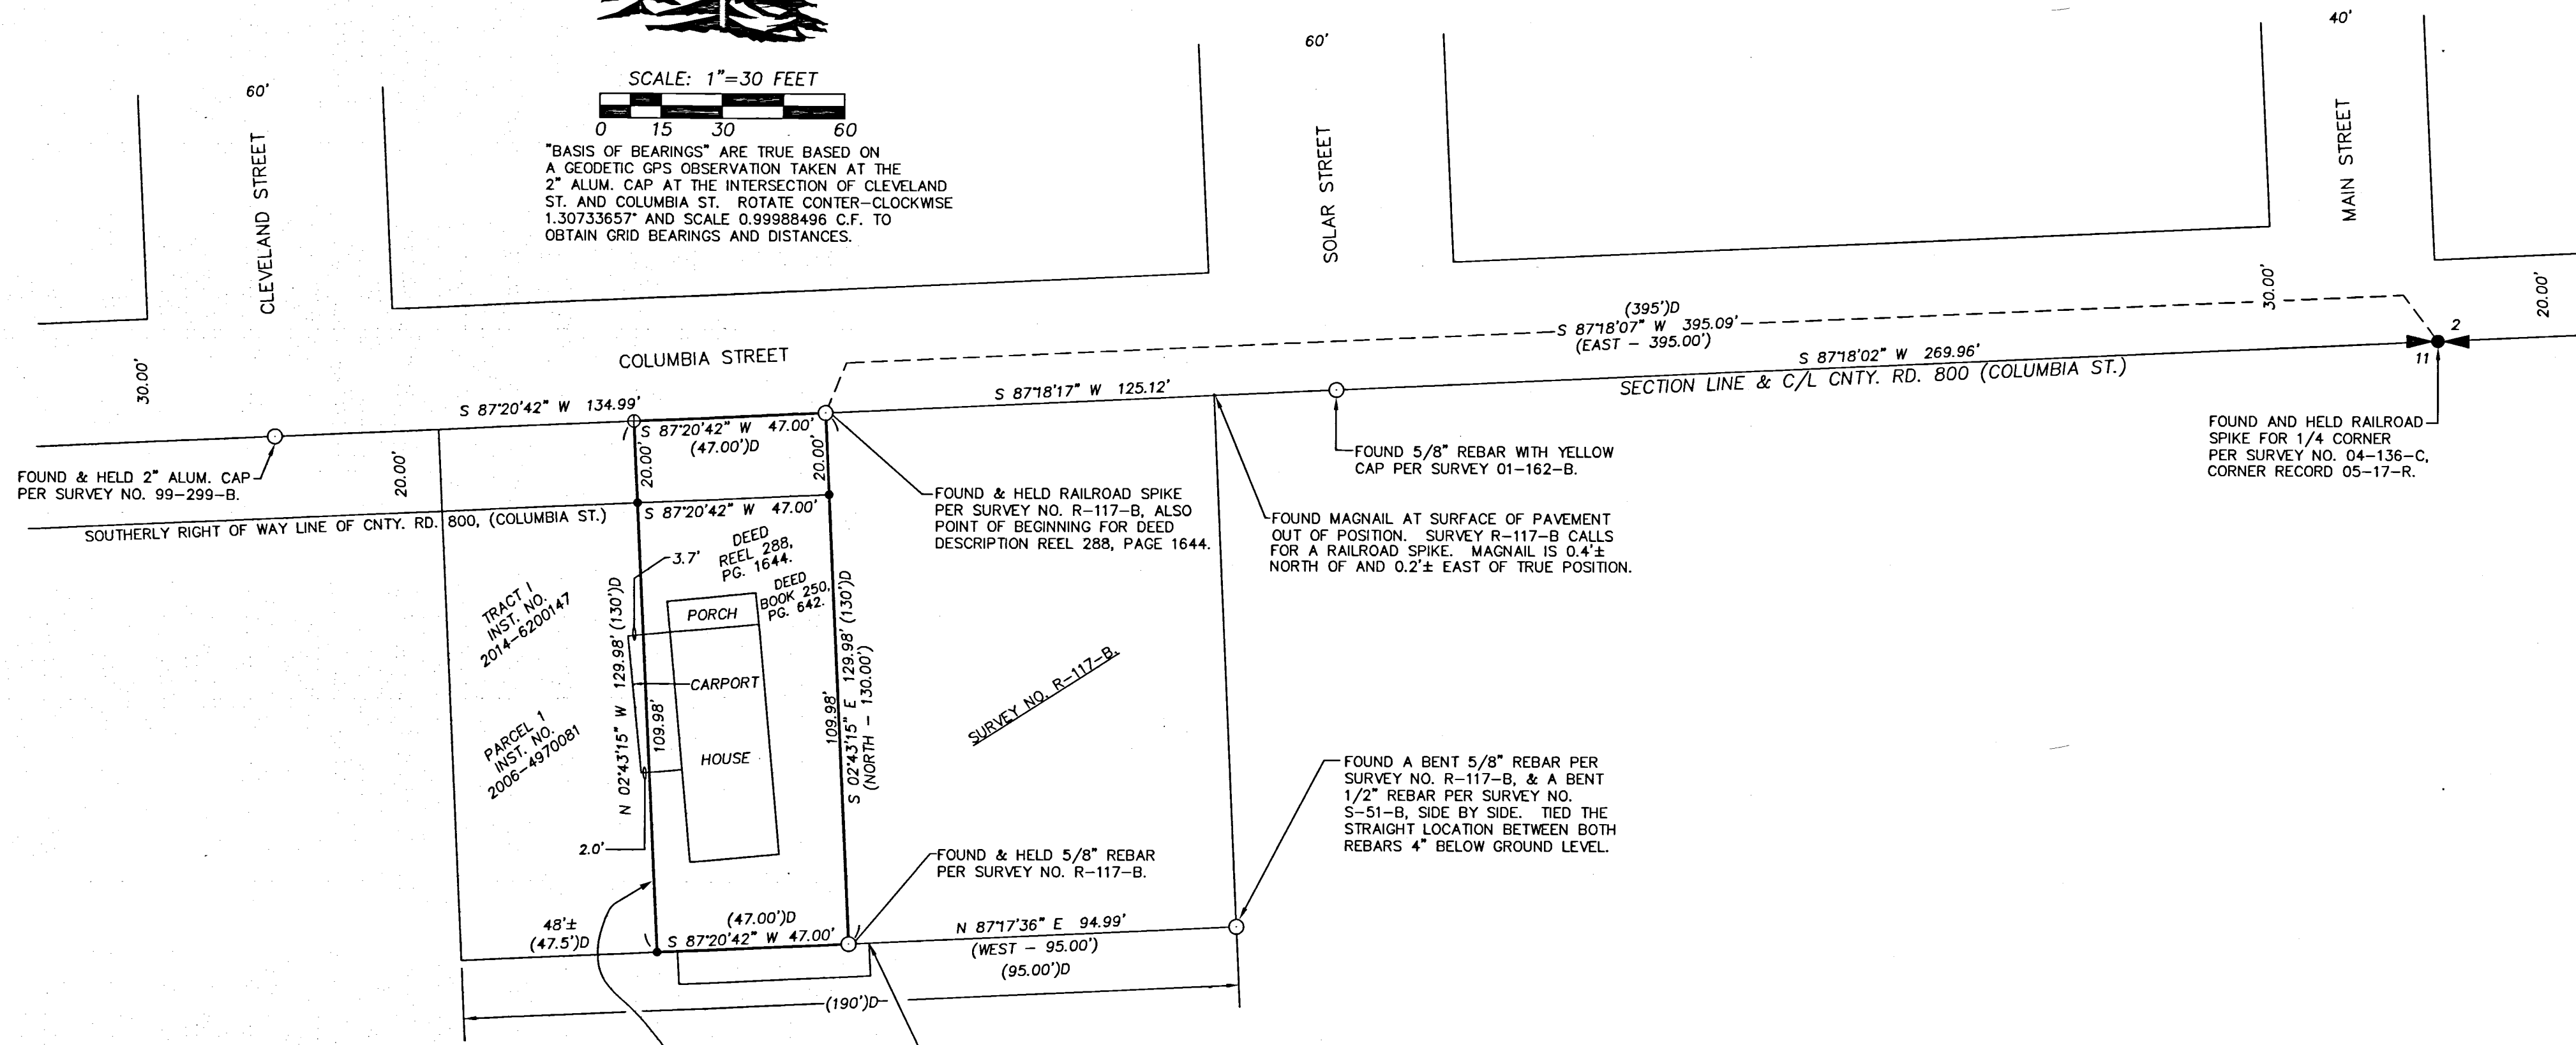 60'
40'
60'
SCALE: 1"=30 FEET
0 15 30 60
"BASIS OF BEARINGS" ARE TRUE BASED ON
A GEODETIC GPS OBSERVATION TAKEN AT THE
2" ALUM. CAP AT THE INTERSECTION OF CLEVELAND
ST. AND COLUMBIA ST. ROTATE CONTER-CLOCKWISE
1.30733657° AND SCALE 0.99988496 C.F. TO
OBTAIN GRID BEARINGS AND DISTANCES.
CLEVELAND STREET
SOLAR STREET
MAIN STREET
30.00'
30.00'
20.00'
COLUMBIA STREET
(395')D
S 87°18'07" W 395.09'
(EAST - 395.00')
S 87°18'02" W 269.96'
SECTION LINE & C/L CNTY. RD. 800 (COLUMBIA ST.)
2
11
S 87°18'17" W 125.12'
S 87°20'42" W 134.99'
S 87°20'42" W 47.00'
(47.00')D
20.00'
20.00'
20.00'
FOUND & HELD 2" ALUM. CAP
PER SURVEY NO. 99-299-B.
FOUND AND HELD RAILROAD
SPIKE FOR 1/4 CORNER
PER SURVEY NO. 04-136-C,
CORNER RECORD 05-17-R.
FOUND 5/8" REBAR WITH YELLOW
CAP PER SURVEY 01-162-B.
FOUND & HELD RAILROAD SPIKE
PER SURVEY NO. R-117-B, ALSO
POINT OF BEGINNING FOR DEED
DESCRIPTION REEL 288, PAGE 1644.
FOUND MAGNAIL AT SURFACE OF PAVEMENT
OUT OF POSITION. SURVEY R-117-B CALLS
FOR A RAILROAD SPIKE. MAGNAIL IS 0.4'±
NORTH OF AND 0.2'± EAST OF TRUE POSITION.
SOUTHERLY RIGHT OF WAY LINE OF CNTY. RD. 800, (COLUMBIA ST.)
S 87°20'42" W 47.00'
3.7'
DEED
REEL 288,
PG. 1644.
DEED
BOOK 250,
PG. 642.
TRACT I
INST. NO.
2014-6200147
PARCEL 1
INST. NO.
2006-4970081
PORCH
CARPORT
HOUSE
N 02°43'15" W 129.98' (130')D
109.98'
109.98'
S 02°43'15" E 129.98' (130')D
(NORTH - 130.00')
SURVEY NO. R-117-B.
2.0'
FOUND A BENT 5/8" REBAR PER
SURVEY NO. R-117-B, & A BENT
1/2" REBAR PER SURVEY NO.
S-51-B, SIDE BY SIDE. TIED THE
STRAIGHT LOCATION BETWEEN BOTH
REBARS 4" BELOW GROUND LEVEL.
FOUND & HELD 5/8" REBAR
PER SURVEY NO. R-117-B.
48'±
(47.5')D
(47.00')D
S 87°20'42" W 47.00'
N 87°17'36" E 94.99'
(WEST - 95.00')
(95.00')D
(190')D